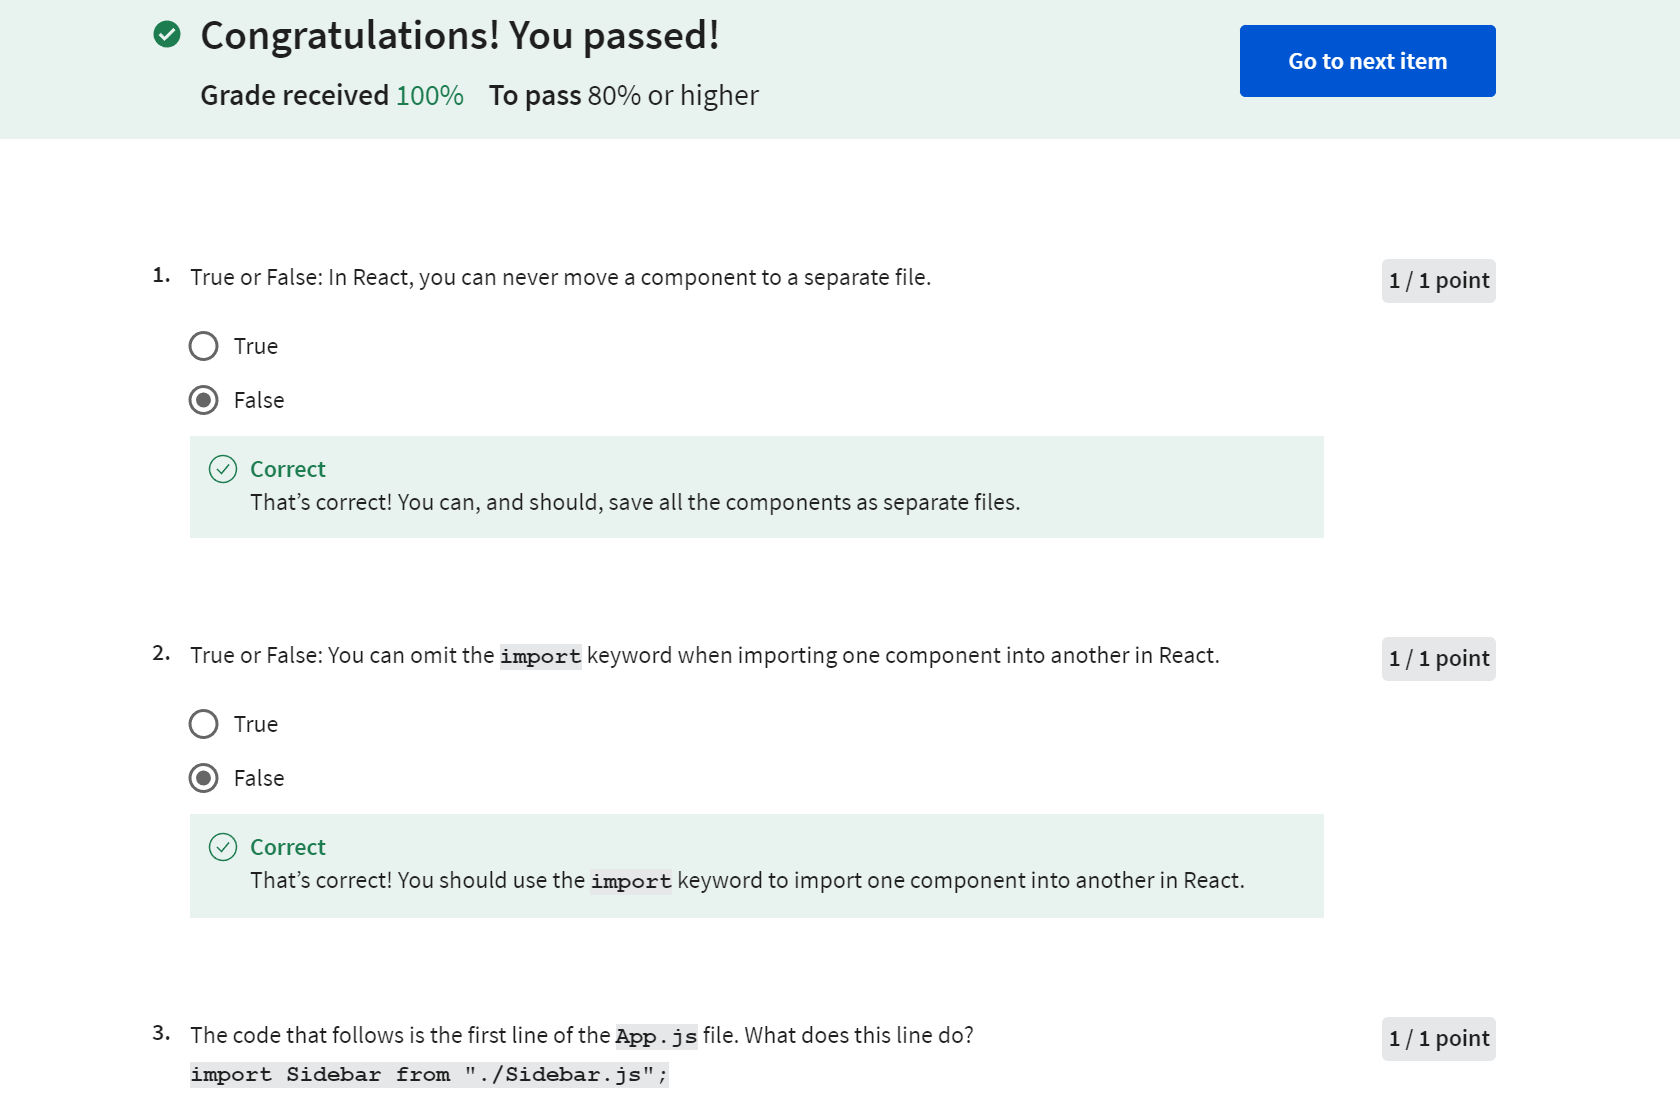 Congratulations! You passed!
Grade received 100% To pass 80% or higher
Go to next item
1. True or False: In React, you can never move a component to a separate file.
1 / 1 point
True
False
Correct
That’s correct! You can, and should, save all the components as separate files.
2. True or False: You can omit the import keyword when importing one component into another in React.
1 / 1 point
True
False
Correct
That’s correct! You should use the import keyword to import one component into another in React.
3. The code that follows is the first line of the App.js file. What does this line do?
1 / 1 point
import Sidebar from "./Sidebar.js";